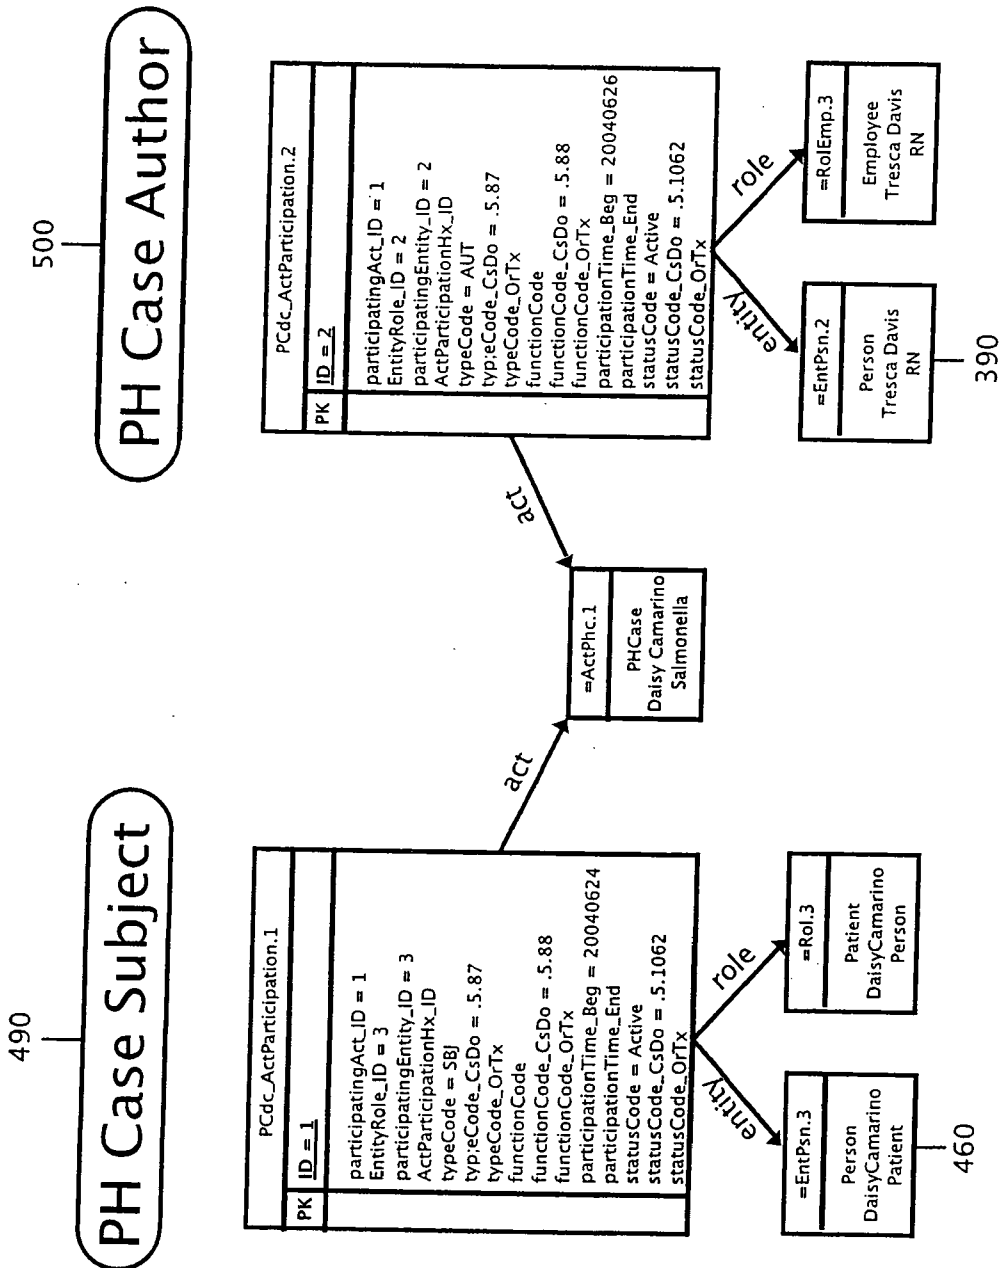 490
PH Case Subject
PCdc_ActParticipation.1
PK
ID = 1
participatingAct_ID = 1
EntityRole_ID = 3
participatingEntity_ID = 3
ActParticipationHx_ID
typeCode = SBJ
typ;eCode_CsDo = .5.87
typeCode_OrTx
functionCode
functionCode_CsDo = .5.88
functionCode_OrTx
participationTime_Beg = 20040624
participationTime_End
statusCode = Active
statusCode_CsDo = .5.1062
statusCode_OrTx
entity
role
=EntPsn.3
Person
DaisyCamarino
Patient
460
=Rol.3
Patient
DaisyCamarino
Person
act
=ActPhc.1
PHCase
Daisy Camarino
Salmonella
act
500
PH Case Author
PCdc_ActParticipation.2
PK
ID = 2
participatingAct_ID = 1
EntityRole_ID = 2
participatingEntity_ID = 2
ActParticipationHx_ID
typeCode = AUT
typ;eCode_CsDo = .5.87
typeCode_OrTx
functionCode
functionCode_CsDo = .5.88
functionCode_OrTx
participationTime_Beg = 20040626
participationTime_End
statusCode = Active
statusCode_CsDo = .5.1062
statusCode_OrTx
entity
role
=EntPsn.2
Person
Tresca Davis
RN
390
=RolEmp.3
Employee
Tresca Davis
RN